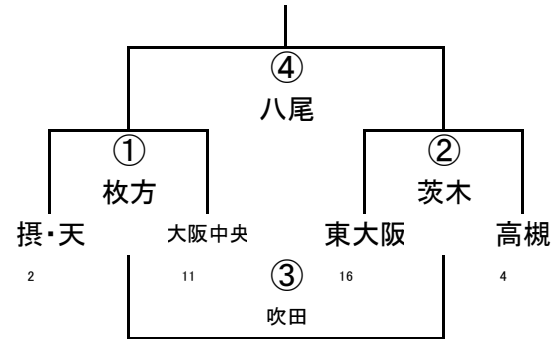 ④
八尾
① ②
枚方 茨木
摂・天 大阪中央 東大阪 高槻
2 11 16 4
③
吹田